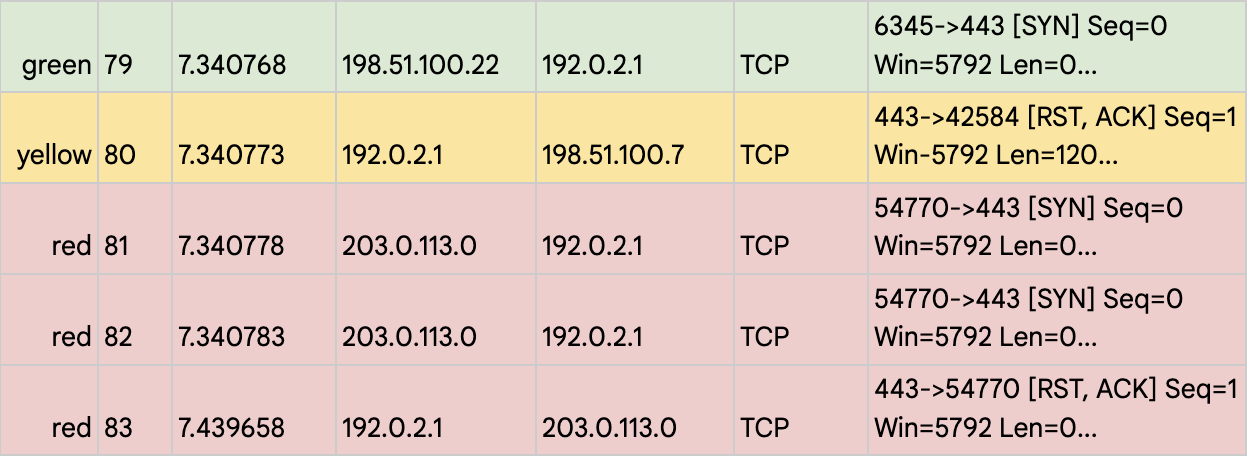 6345->443 [SYN] Seq=0
green 79 7.340768 198.51.100.22 192.0.2.1 TCP Win=5792 Len=0...
443->42584 [RST, ACK] Seq=1
yellow 80 7.340773 192.0.2.1 198.51.100.7 TCP Win-5792 Len=120...
54770->443 [SYN] Seq=0
red 81 7.340778 203.0.113.0 192.0.2.1 TCP Win=5792 Len=0...
54770->443 [SYN] Seq=0
red 82 7.340783 203.0.113.0 192.0.2.1 TCP Win=5792 Len=0...
443->54770 [RST, ACK] Seq=1
red 83 7.439658 192.0.2.1 203.0.113.0 TCP Win=5792 Len=0...